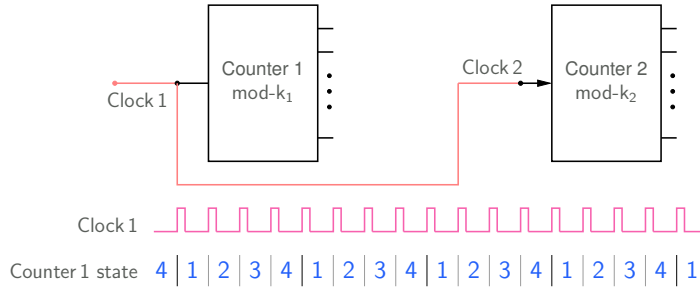 Counter 1
mod-k₁
Clock 1
Clock 2
Counter 2
mod-k₂
Clock 1
Counter 1 state 4 1 2 3 4 1 2 3 4 1 2 3 4 1 2 3 4 1